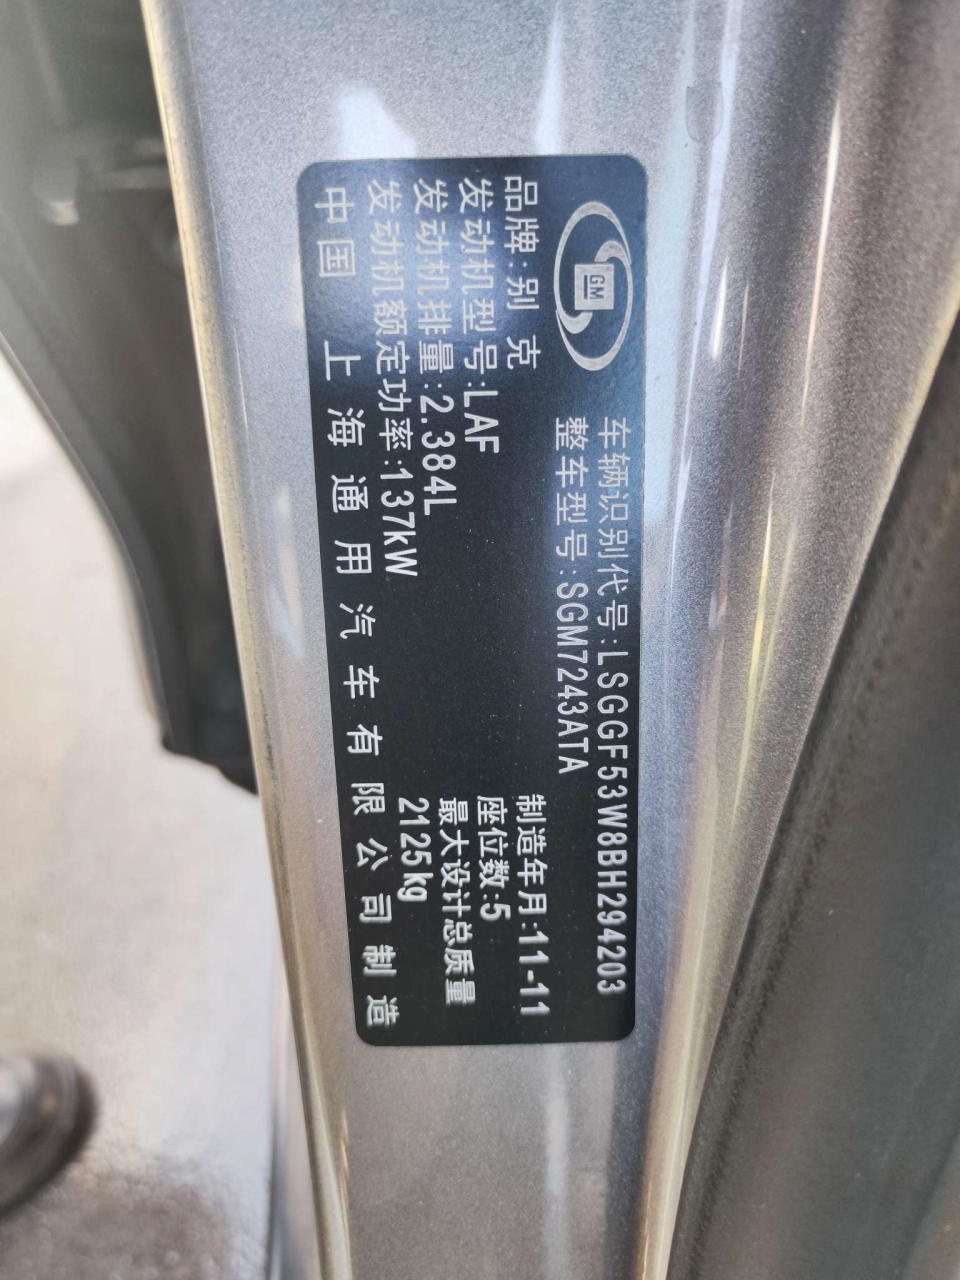 GM
车辆识别代号:LSGGF53W8BH294203
整车型号:SGM7243ATA
品牌:别克
制造年月:11-11
发动机型号:LAF
座位数:5
发动机排量:2.384L
最大设计总质量
发动机额定功率:137kW
2125kg
中国 上海通用汽车有限公司制造